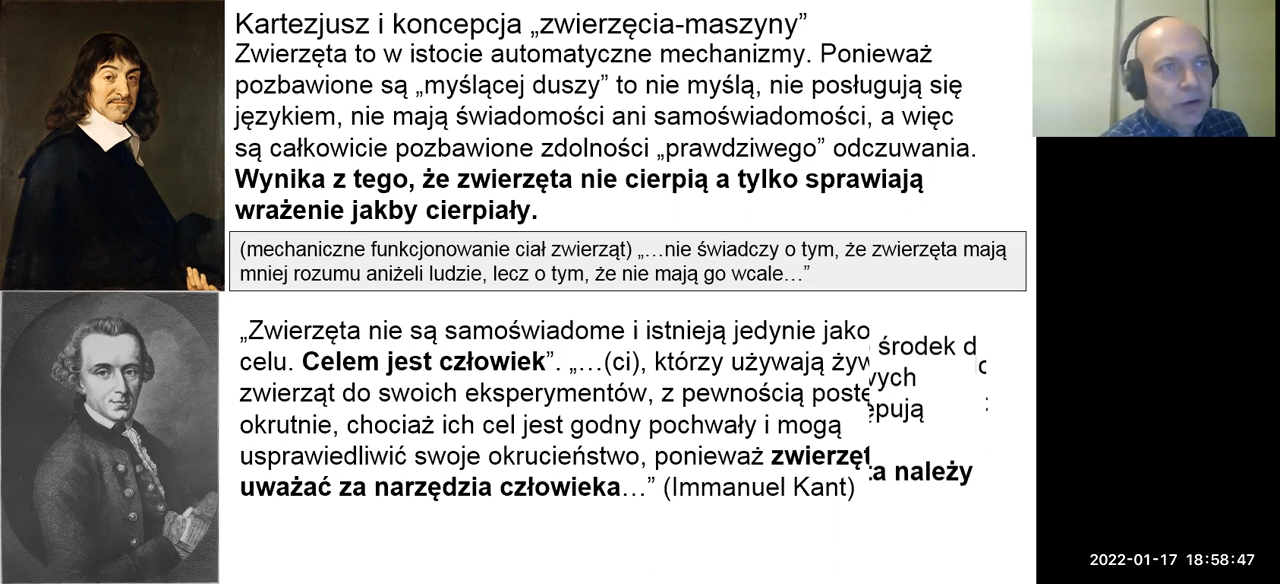 Kartezjusz i koncepcja „zwierzęcia-maszyny”
Zwierzęta to w istocie automatyczne mechanizmy. Ponieważ
pozbawione są „myślącej duszy” to nie myślą, nie posługują się
językiem, nie mają świadomości ani samoświadomości, a więc
są całkowicie pozbawione zdolności „prawdziwego” odczuwania.
Wynika z tego, że zwierzęta nie cierpią a tylko sprawiają
wrażenie jakby cierpiały.
(mechaniczne funkcjonowanie ciał zwierząt) „…nie świadczy o tym, że zwierzęta mają
mniej rozumu aniżeli ludzie, lecz o tym, że nie mają go wcale…”
„Zwierzęta nie są samoświadome i istnieją jedynie jako środek d
celu. Celem jest człowiek”. „…(ci), którzy używają żywych
zwierząt do swoich eksperymentów, z pewnością postępują
okrutnie, chociaż ich cel jest godny pochwały i mogą
usprawiedliwić swoje okrucieństwo, ponieważ zwierzęta należy
uważać za narzędzia człowieka…” (Immanuel Kant)
2022-01-17 18:58:47